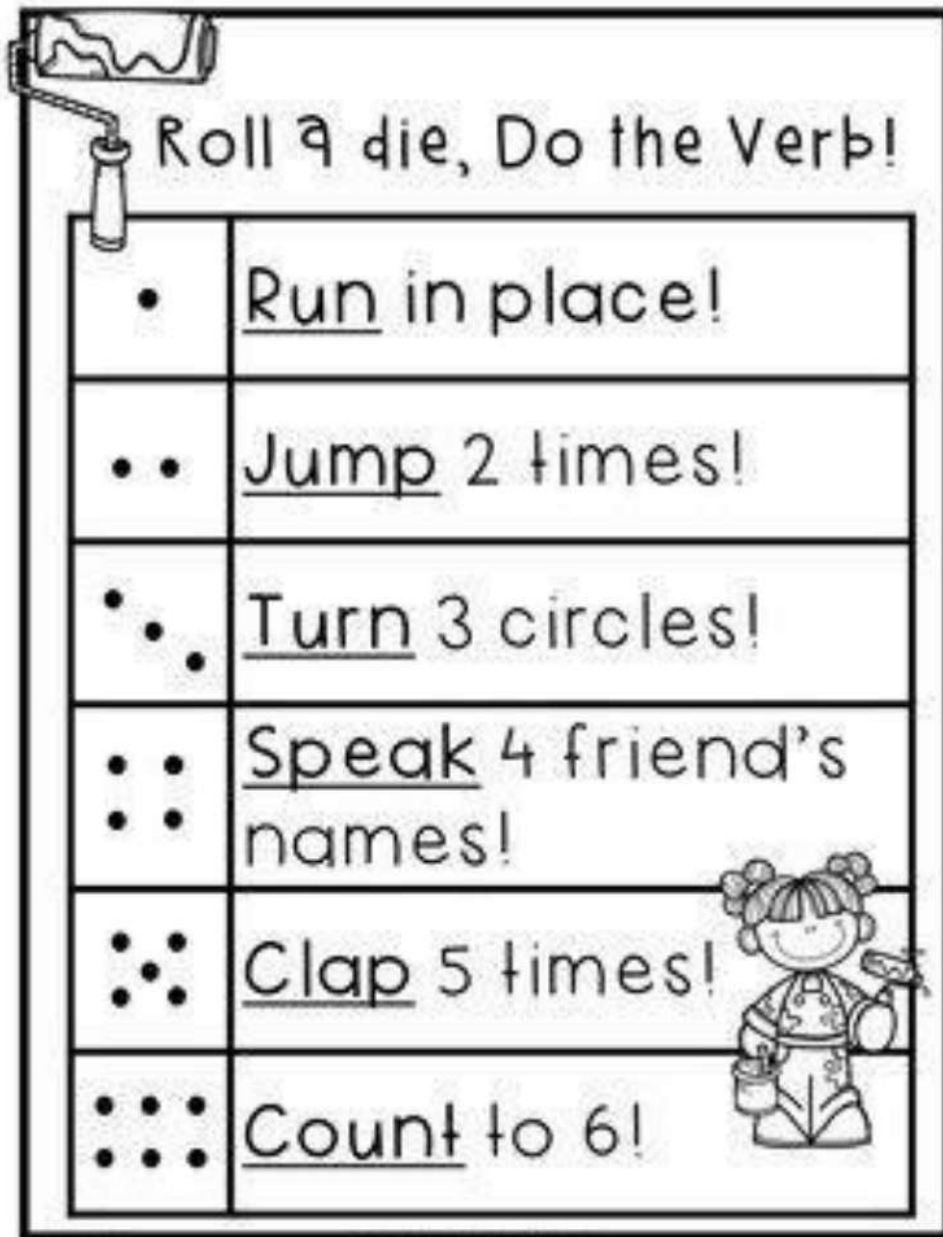 Roll a die, Do the Verb!
Run in place!
Jump 2 times!
Turn 3 circles!
Speak 4 friend's
names!
Clap 5 times!
Count to 6!